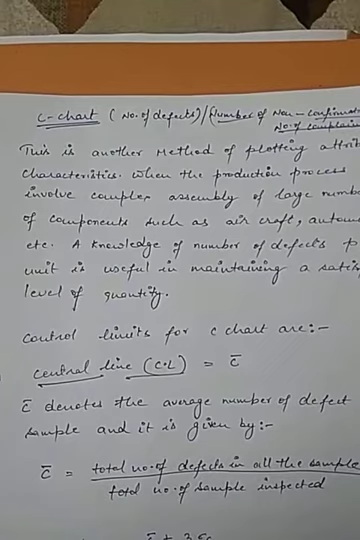 C-chart (No. of defects)/(Number of Non-Confirmat
No. of complain
This is another Method of plotting attrib
characteristics. When the production process
involve complex assembly of large numbe
of components such as air craft, autom
etc. A knowledge of number of defects p
unit is useful in maintaining a satis
level of quantity.
Control limits for c chart are:-
central line (C.L) = c̄
c̄ denotes the average number of defect
sample and it is given by:-
c̄ = total no. of defects in all the sample
total no. of sample inspected